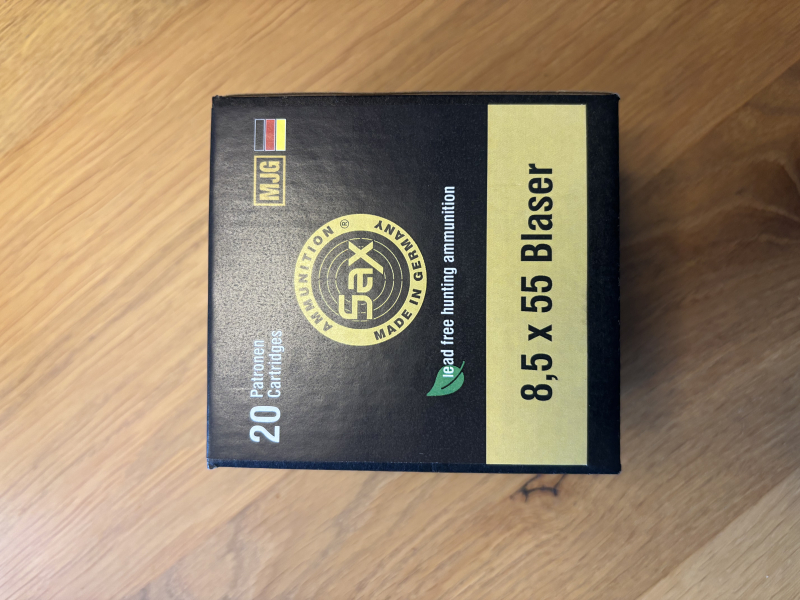 20 Patronen
Cartridges
MJG
AMMUNITION ®
sax
MADE IN GERMANY
lead free hunting ammunition
8,5 x 55 Blaser